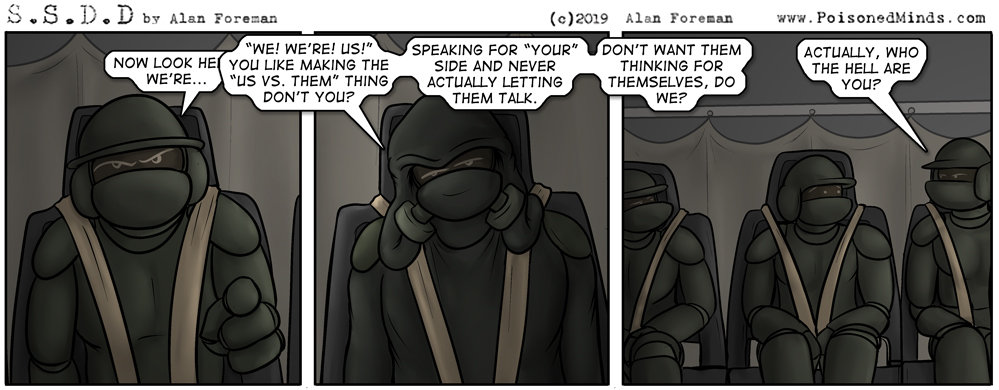 S.S.D.D by Alan Foreman
(c)2019 Alan Foreman
www.PoisonedMinds.com
NOW LOOK HE
WE'RE...
"WE! WE'RE! US!"
YOU LIKE MAKING THE
"US VS. THEM" THING
DON'T YOU?
SPEAKING FOR "YOUR"
SIDE AND NEVER
ACTUALLY LETTING
THEM TALK.
DON'T WANT THEM
THINKING FOR
THEMSELVES, DO
WE?
ACTUALLY, WHO
THE HELL ARE
YOU?